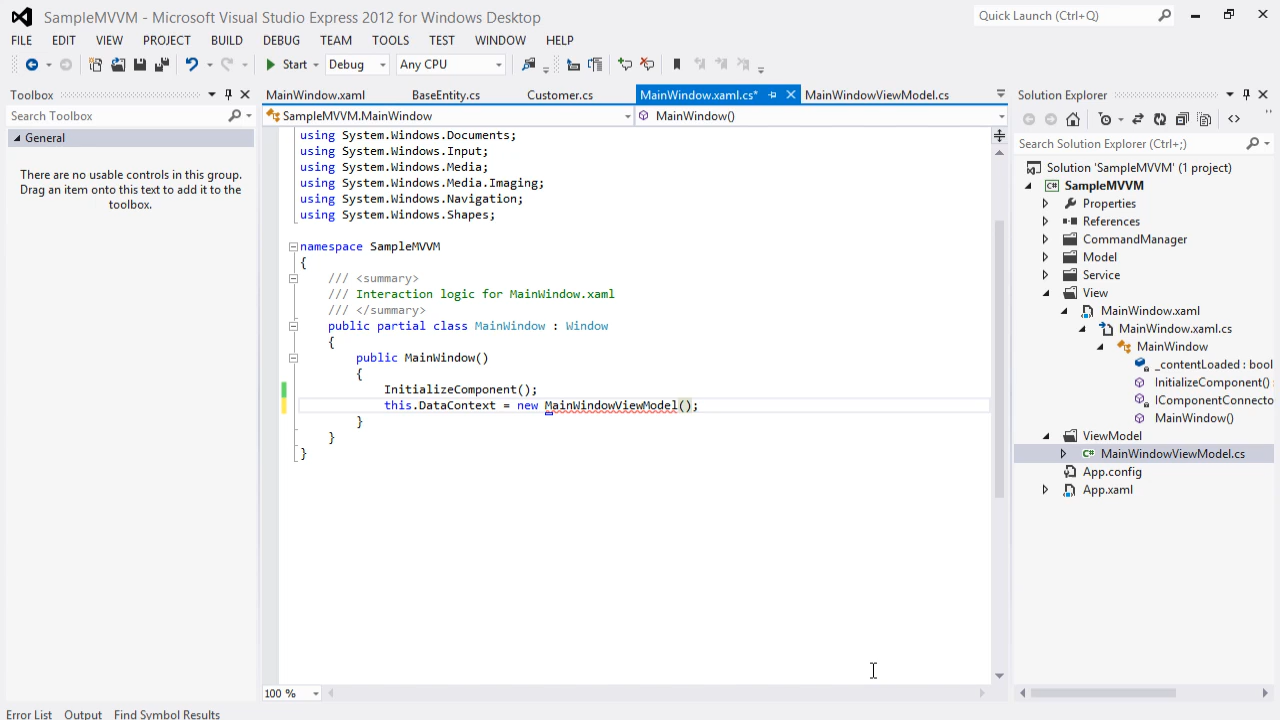 SampleMVVM - Microsoft Visual Studio Express 2012 for Windows Desktop
Quick Launch (Ctrl+Q)
FILE EDIT VIEW PROJECT BUILD DEBUG TEAM TOOLS TEST WINDOW HELP
Start Debug Any CPU
Toolbox
Search Toolbox
General
There are no usable controls in this group.
Drag an item onto this text to add it to the
toolbox.
MainWindow.xaml BaseEntity.cs Customer.cs MainWindow.xaml.cs* MainWindowViewModel.cs
SampleMVVM.MainWindow MainWindow()
using System.Windows.Documents;
using System.Windows.Input;
using System.Windows.Media;
using System.Windows.Media.Imaging;
using System.Windows.Navigation;
using System.Windows.Shapes;
namespace SampleMVVM
{
/// <summary>
/// Interaction logic for MainWindow.xaml
/// </summary>
public partial class MainWindow : Window
{
public MainWindow()
{
InitializeComponent();
this.DataContext = new MainWindowViewModel();
}
}
}
100 %
Solution Explorer
Search Solution Explorer (Ctrl+;)
Solution 'SampleMVVM' (1 project)
C# SampleMVVM
Properties
References
CommandManager
Model
Service
View
MainWindow.xaml
MainWindow.xaml.cs
MainWindow
_contentLoaded : bool
InitializeComponent() :
IComponentConnecto
MainWindow()
ViewModel
C# MainWindowViewModel.cs
App.config
App.xaml
Error List Output Find Symbol Results